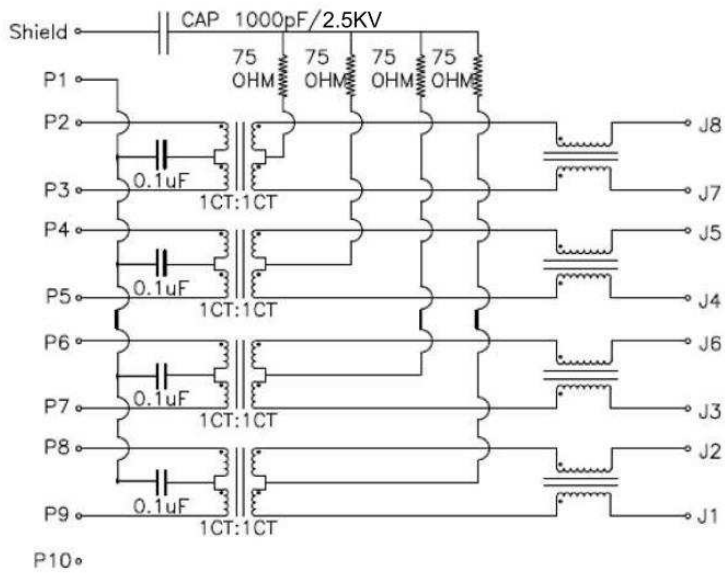 CAP 1000pF/2.5KV
Shield
75 OHM
75 OHM
75 OHM
75 OHM
P1
P2
J8
0.1uF
P3
J7
1CT:1CT
P4
J5
0.1uF
P5
J4
1CT:1CT
P6
J6
0.1uF
P7
J3
1CT:1CT
P8
J2
0.1uF
P9
J1
1CT:1CT
P10